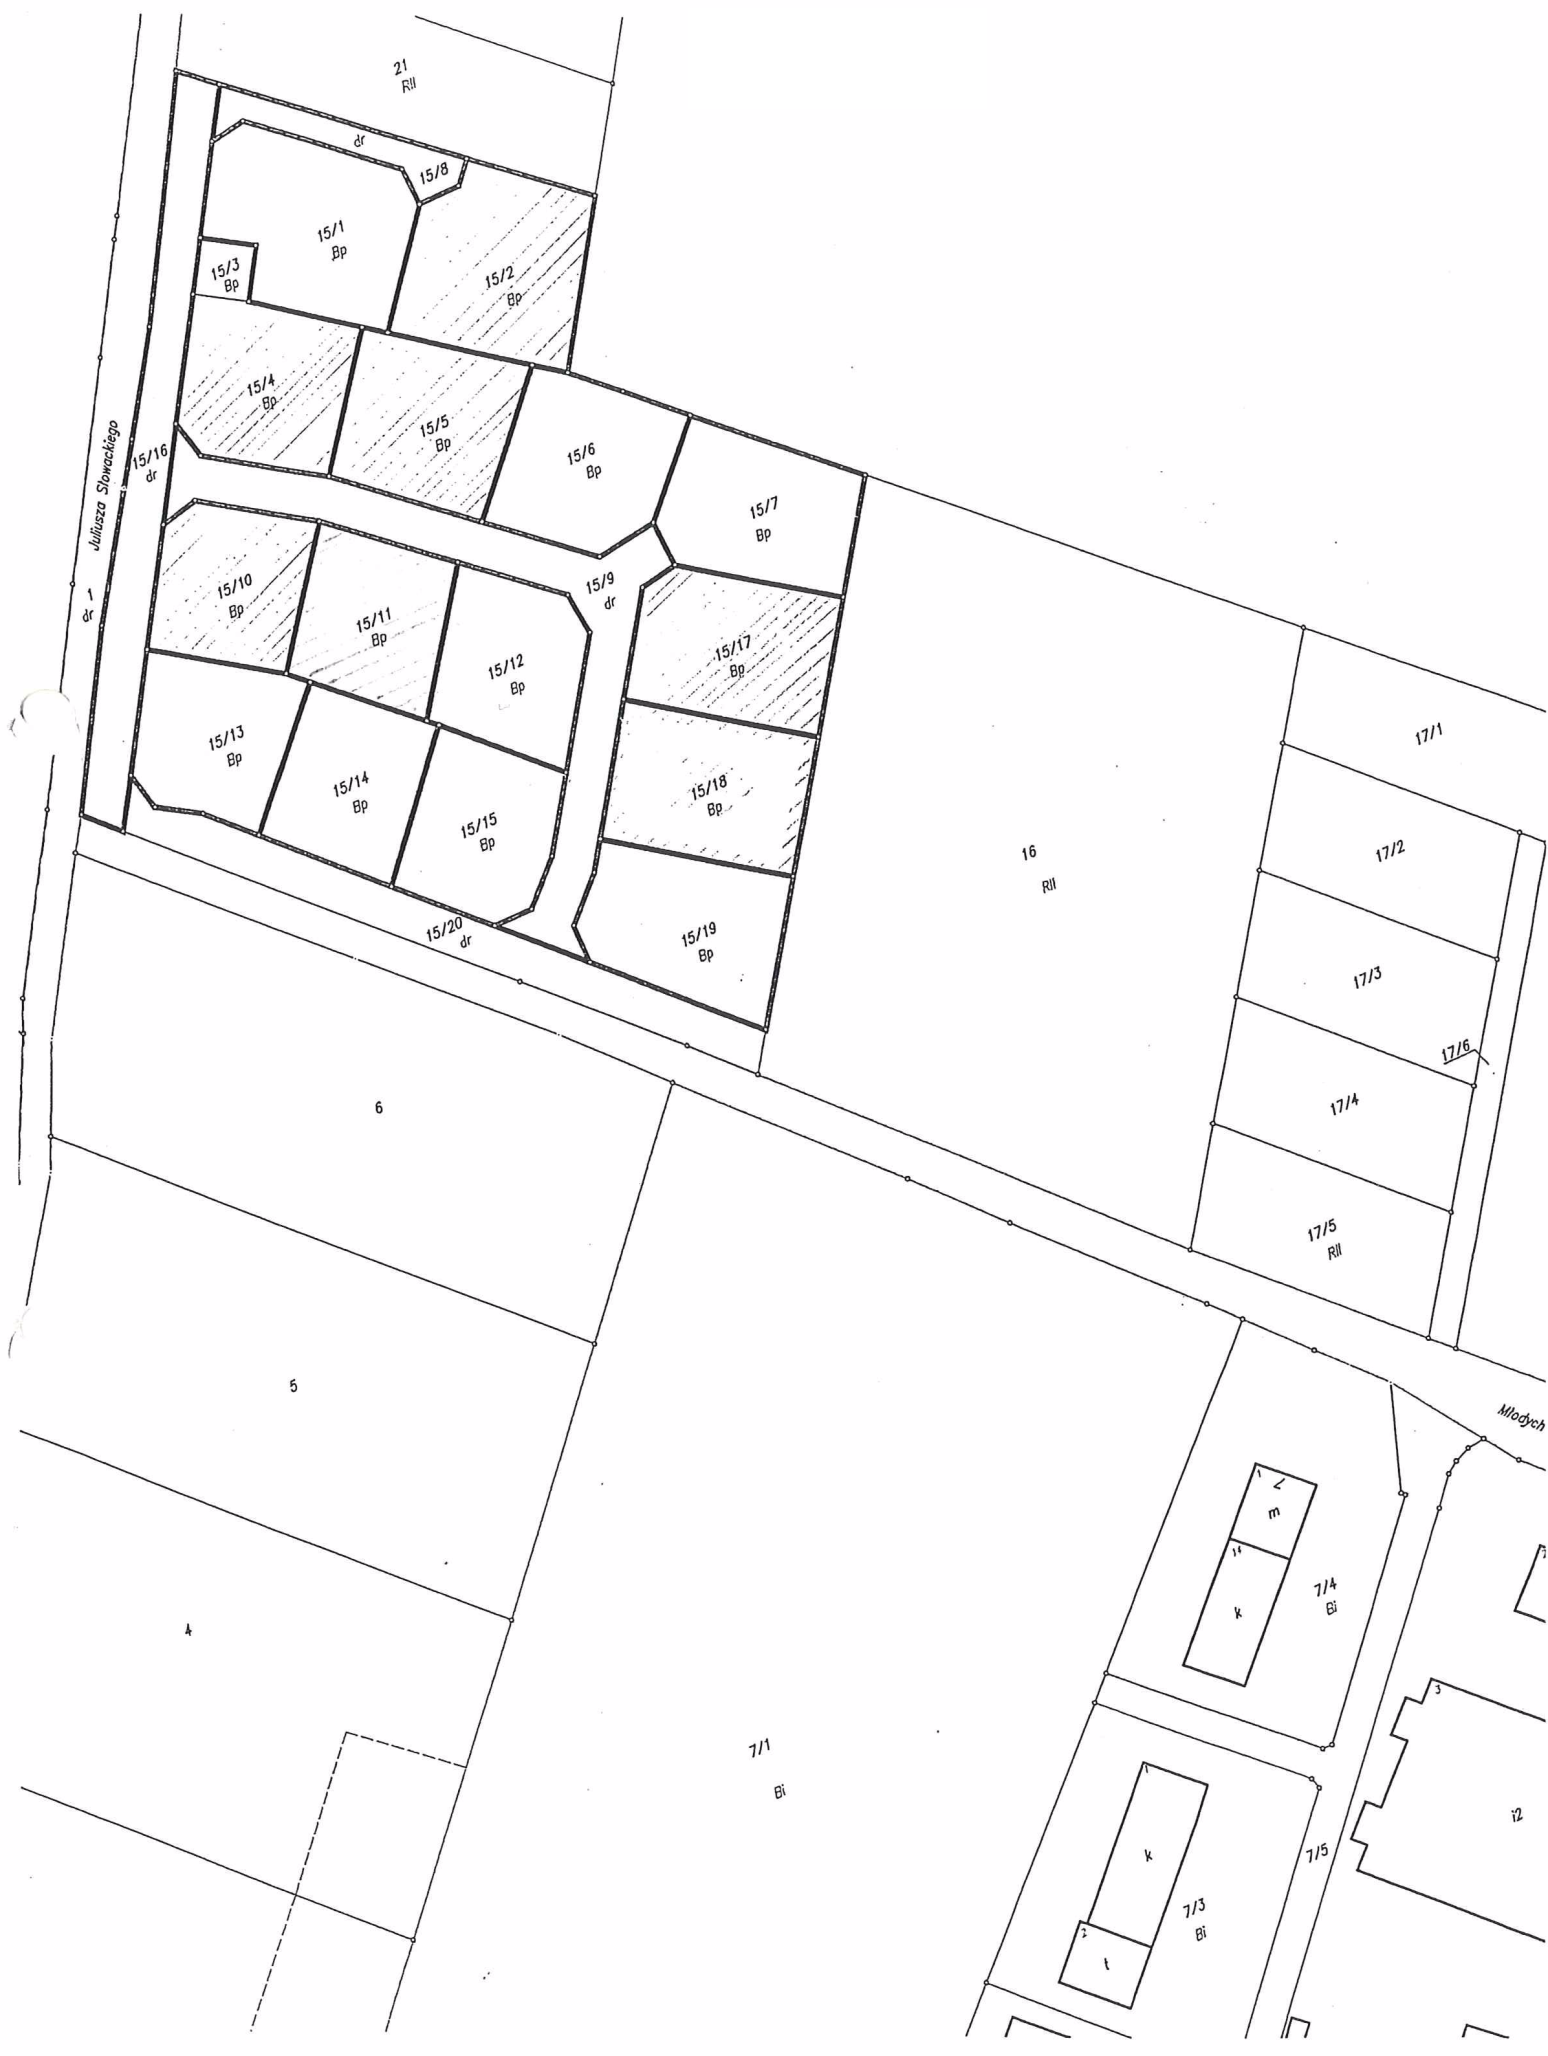 21
RII
dr
15/8
15/1
Bp
15/3
Bp
15/2
Bp
15/4
Bp
15/5
Bp
15/6
Bp
15/7
Bp
Juliusza Słowackiego
15/16
dr
1
dr
15/9
dr
15/10
Bp
15/11
Bp
15/12
Bp
15/17
Bp
15/13
Bp
15/14
Bp
15/15
Bp
15/18
Bp
15/19
Bp
15/20
dr
16
RII
17/1
17/2
17/3
17/6
17/4
17/5
RII
6
5
4
Młodych
1
m
k
7/4
Bi
3
i2
7/1
Bi
1
k
7/5
7/3
Bi
2
t